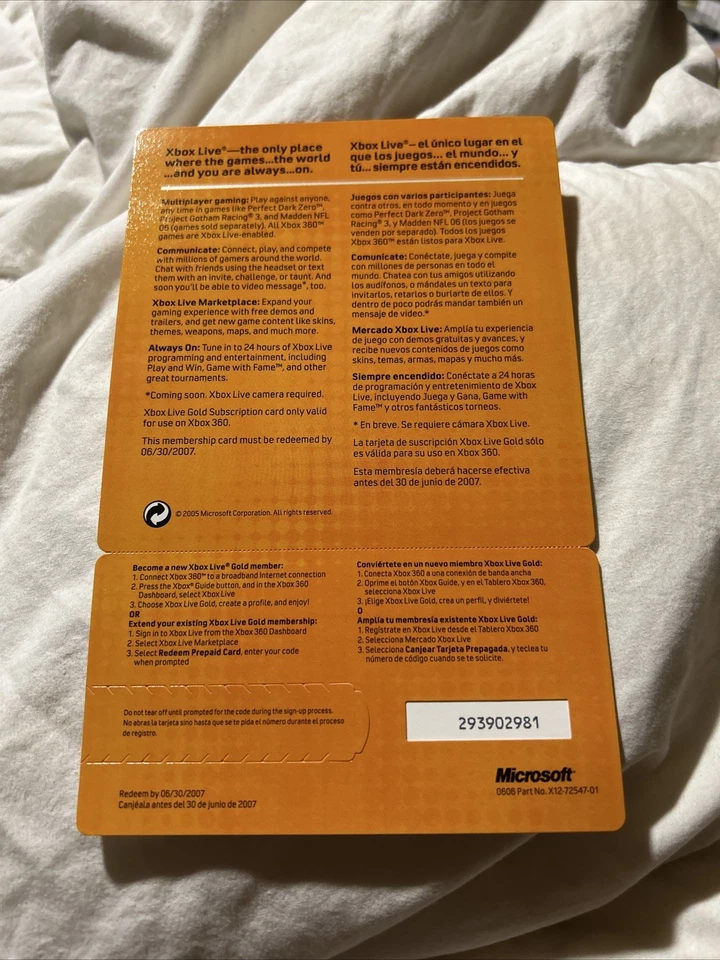 Xbox Live®—the only place
where the games...the world
...and you are always...on.
Multiplayer gaming: Play against anyone,
any time in games like Perfect Dark Zero™,
Project Gotham Racing® 3, and Madden NFL
06 (games sold separately). All Xbox 360™
games are Xbox Live-enabled.
Communicate: Connect, play, and compete
with millions of gamers around the world.
Chat with friends using the headset or text
them with an invite, challenge, or taunt. And
soon you'll be able to video message*, too.
Xbox Live Marketplace: Expand your
gaming experience with free demos and
trailers, and get new game content like skins,
themes, weapons, maps, and much more.
Always On: Tune in to 24 hours of Xbox Live
programming and entertainment, including
Play and Win, Game with Fame™, and other
great tournaments.
*Coming soon. Xbox Live camera required.
Xbox Live Gold Subscription card only valid
for use on Xbox 360.
This membership card must be redeemed by
06/30/2007.
© 2005 Microsoft Corporation. All rights reserved.
Xbox Live®– el único lugar en el
que los juegos... el mundo... y
tú... siempre están encendidos.
Juegos con varios participantes: Juega
contra otros, en todo momento y en juegos
como Perfect Dark Zero™, Project Gotham
Racing® 3, y Madden NFL 06 (los juegos se
venden por separado). Todos los juegos
Xbox 360™ están listos para Xbox Live.
Comunícate: Conéctate, juega y compite
con millones de personas en todo el
mundo. Chatea con tus amigos utilizando
los audífonos, o mándales un texto para
invitarlos, retarlos o burlarte de ellos. Y
dentro de poco podrás mandar también un
mensaje de video.*
Mercado Xbox Live: Amplía tu experiencia
de juego con demos gratuitas y avances, y
recibe nuevos contenidos de juegos como
skins, temas, armas, mapas y mucho más.
Siempre encendido: Conéctate a 24 horas
de programación y entretenimiento de Xbox
Live, incluyendo Juega y Gana, Game with
Fame™ y otros fantásticos torneos.
* En breve. Se requiere cámara Xbox Live.
La tarjeta de suscripción Xbox Live Gold sólo
es válida para su uso en Xbox 360.
Esta membresía deberá hacerse efectiva
antes del 30 de junio de 2007.
Become a new Xbox Live® Gold member:
1. Connect Xbox 360™ to a broadband Internet connection
2. Press the Xbox® Guide button, and in the Xbox 360
Dashboard, select Xbox Live
3. Choose Xbox Live Gold, create a profile, and enjoy!
OR
Extend your existing Xbox Live Gold membership:
1. Sign in to Xbox Live from the Xbox 360 Dashboard
2. Select Xbox Live Marketplace
3. Select Redeem Prepaid Card, enter your code
when prompted
Conviértete en un nuevo miembro Xbox Live Gold:
1. Conecta Xbox 360 a una conexión de banda ancha
2. Oprime el botón Xbox Guide, y en el Tablero Xbox 360,
selecciona Xbox Live
3. ¡Elige Xbox Live Gold, crea un perfil, y diviértete!
O
Amplía tu membresía existente Xbox Live Gold:
1. Regístrate en Xbox Live desde el Tablero Xbox 360
2. Selecciona Mercado Xbox Live
3. Selecciona Canjear Tarjeta Prepagada, y teclea tu
número de código cuando se te solicite.
Do not tear off until prompted for the code during the sign-up process.
No abras la tarjeta sino hasta que se te pida el número durante el proceso
de registro.
293902981
Microsoft®
0606 Part No. X12-72547-01
Redeem by 06/30/2007
Canjéala antes del 30 de junio de 2007